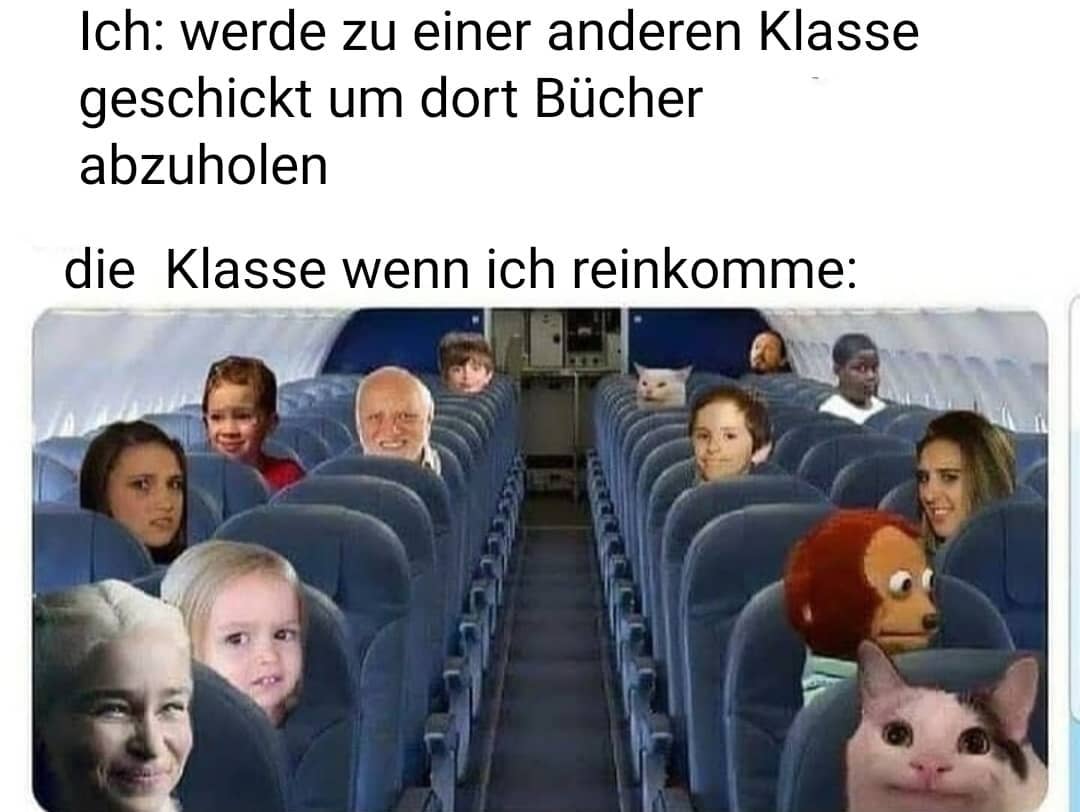 Ich: werde zu einer anderen Klasse
geschickt um dort Bücher
abzuholen
die Klasse wenn ich reinkomme: